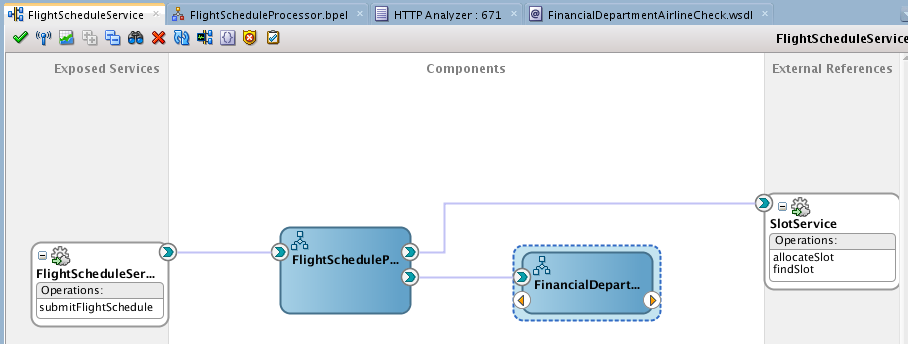 FlightScheduleService
FlightScheduleProcessor.bpel
HTTP Analyzer : 671
FinancialDepartmentAirlineCheck.wsdl
FlightScheduleService
Exposed Services
Components
External References
SlotService
Operations:
allocateSlot
findSlot
FlightScheduleP...
FlightScheduleSer...
Operations:
submitFlightSchedule
FinancialDepart...